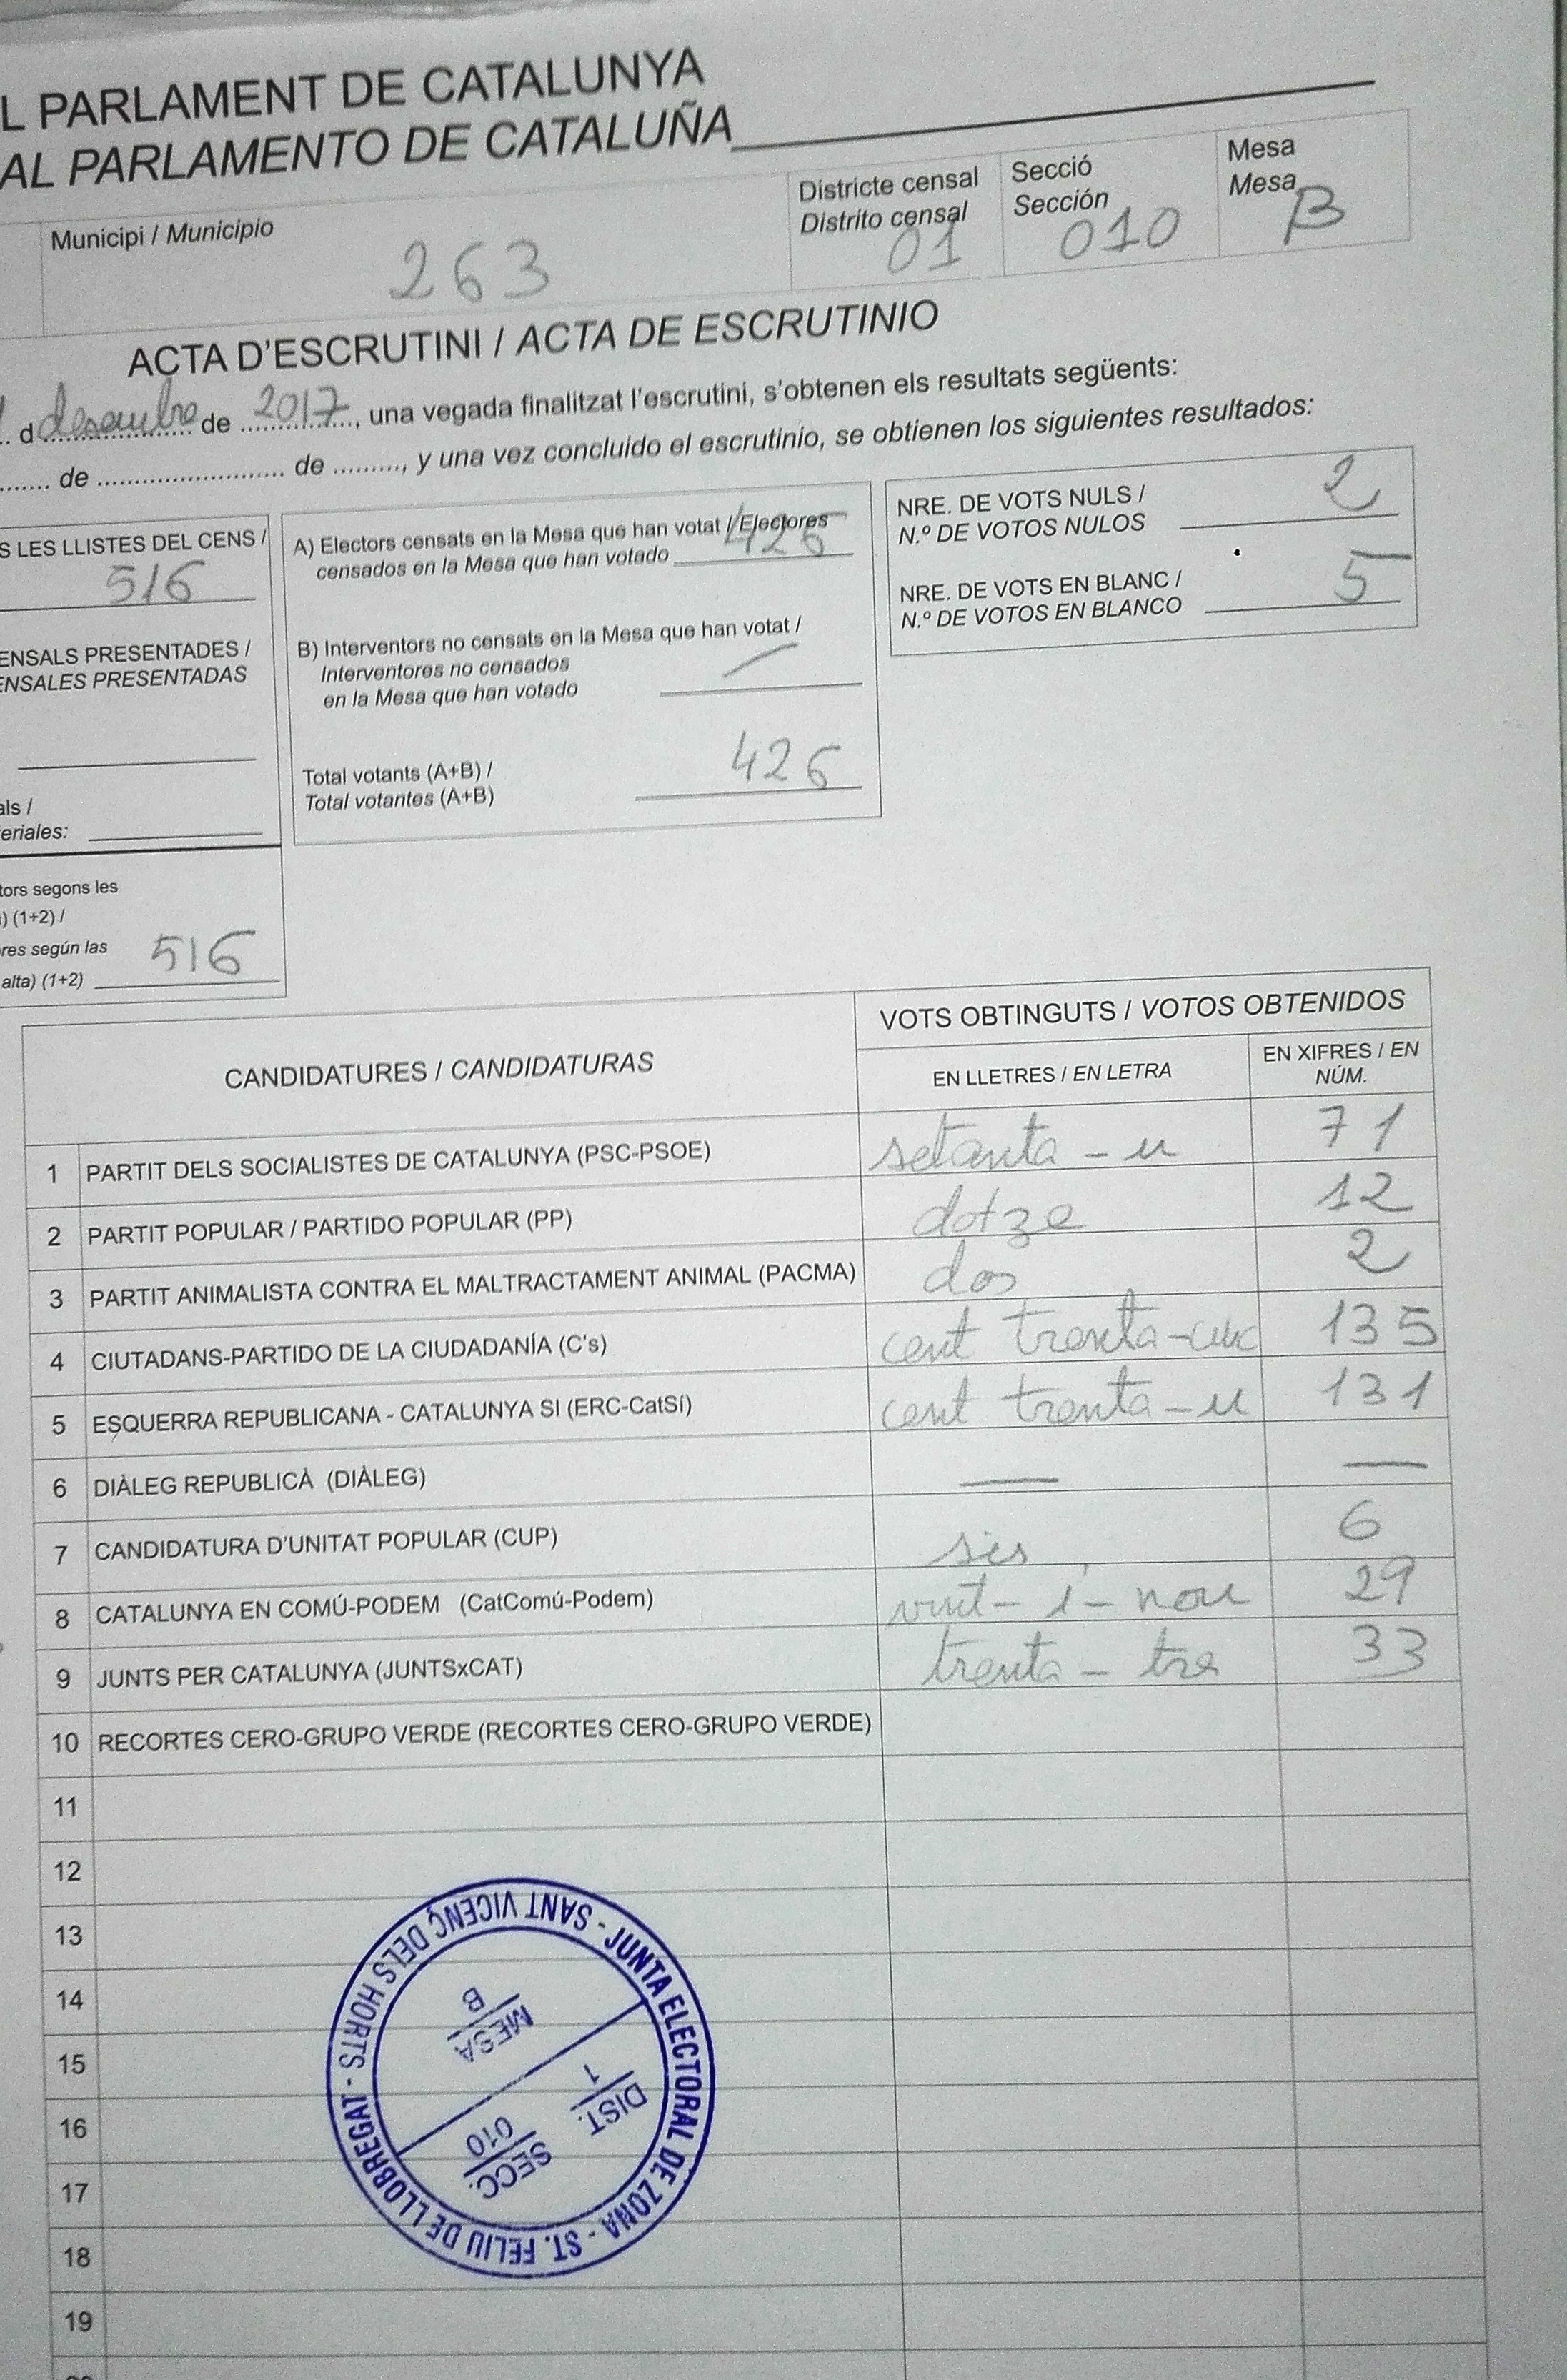 L PARLAMENT DE CATALUNYA
AL PARLAMENTO DE CATALUÑA
Municipi / Municipio
263
Districte censal
Distrito censal
01
Secció
Sección
010
Mesa
Mesa
B
ACTA D'ESCRUTINI / ACTA DE ESCRUTINIO
d desembre de 2017, una vegada finalitzat l'escrutini, s'obtenen els resultats següents:
de ........................ de ........., y una vez concluido el escrutinio, se obtienen los siguientes resultados:
S LES LLISTES DEL CENS /
516
ENSALS PRESENTADES /
ENSALES PRESENTADAS
als /
eriales:
tors segons les
) (1+2) /
res según las
alta) (1+2) 516
A) Electors censats en la Mesa que han votat / Electores
censados en la Mesa que han votado 426
B) Interventors no censats en la Mesa que han votat /
Interventores no censados
en la Mesa que han votado —
Total votants (A+B) /
Total votantes (A+B) 426
NRE. DE VOTS NULS /
N.º DE VOTOS NULOS 2
NRE. DE VOTS EN BLANC /
N.º DE VOTOS EN BLANCO 5
CANDIDATURES / CANDIDATURAS
VOTS OBTINGUTS / VOTOS OBTENIDOS
EN LLETRES / EN LETRA
EN XIFRES / EN
NÚM.
1 PARTIT DELS SOCIALISTES DE CATALUNYA (PSC-PSOE) setanta - u 71
2 PARTIT POPULAR / PARTIDO POPULAR (PP) dotze 12
3 PARTIT ANIMALISTA CONTRA EL MALTRACTAMENT ANIMAL (PACMA) dos 2
4 CIUTADANS-PARTIDO DE LA CIUDADANÍA (C's) cent trenta-cinc 135
5 ESQUERRA REPUBLICANA - CATALUNYA SI (ERC-CatSí) cent trenta - u 131
6 DIÀLEG REPUBLICÀ (DIÀLEG) — —
7 CANDIDATURA D'UNITAT POPULAR (CUP) sis 6
8 CATALUNYA EN COMÚ-PODEM (CatComú-Podem) vint - i - nou 29
9 JUNTS PER CATALUNYA (JUNTSxCAT) trenta - tres 33
10 RECORTES CERO-GRUPO VERDE (RECORTES CERO-GRUPO VERDE)
11
12
13
14
15
16
17
18
19
JUNTA ELECTORAL DE ZONA - ST. FELIU DE LLOBREGAT - SANT VICENÇ DELS HORTS -
DIST.
1
SECC.
010
MESA
B